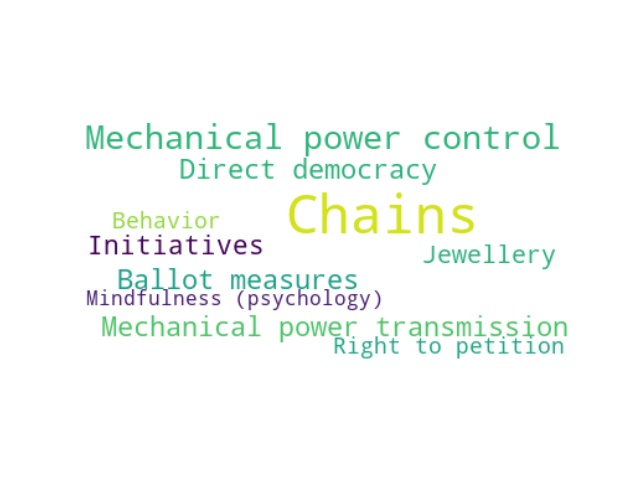 Mechanical power control
Direct democracy
Chains
Behavior
Initiatives
Jewellery
Ballot measures
Mindfulness (psychology)
Mechanical power transmission
Right to petition